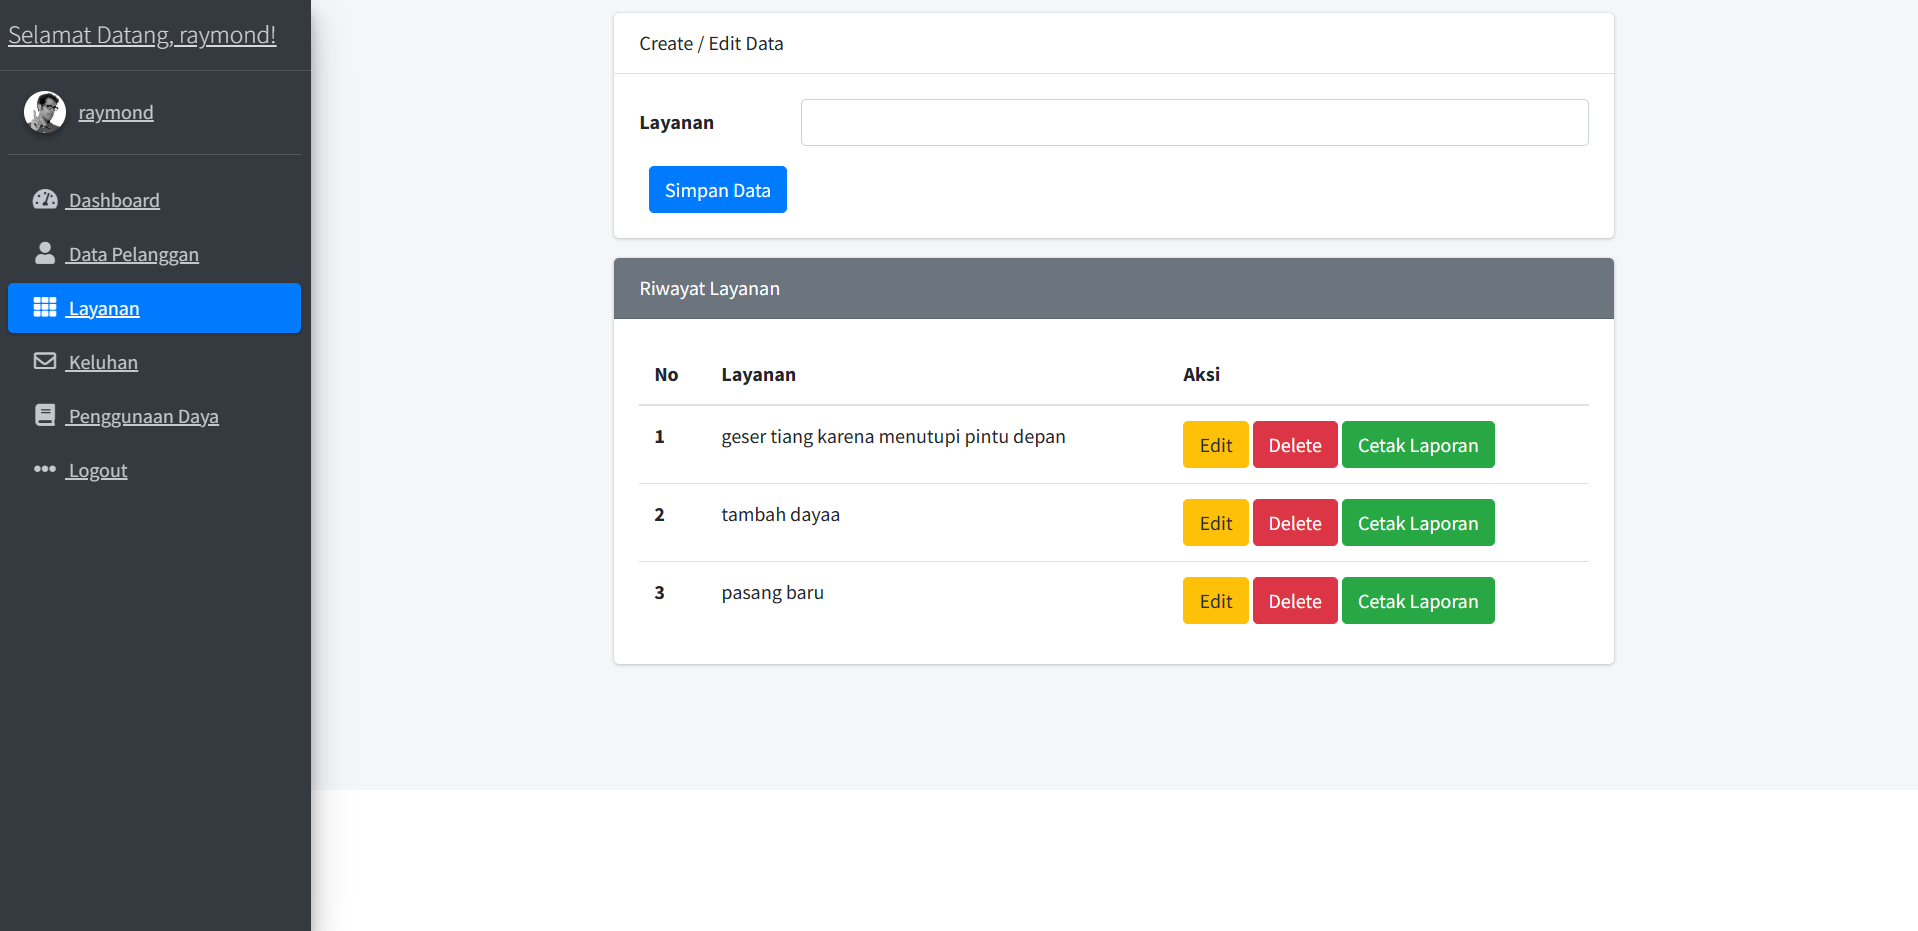 Selamat Datang, raymond!
raymond
Dashboard
Data Pelanggan
Layanan
Keluhan
Penggunaan Daya
Logout
Create / Edit Data
Layanan
Simpan Data
Riwayat Layanan
No Layanan Aksi
1 geser tiang karena menutupi pintu depan Edit Delete Cetak Laporan
2 tambah dayaa Edit Delete Cetak Laporan
3 pasang baru Edit Delete Cetak Laporan